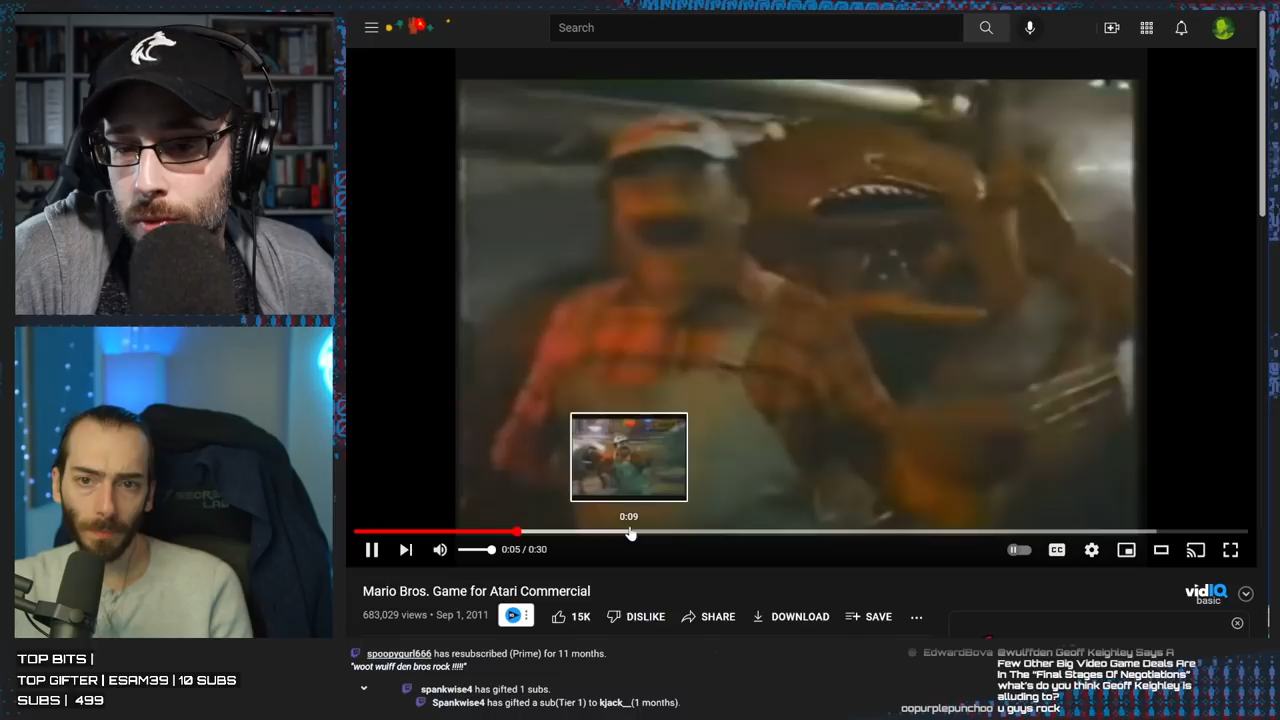 Search
0:09
0:05 / 0:30
CC
Mario Bros. Game for Atari Commercial
683,029 views • Sep 1, 2011
15K
DISLIKE
SHARE
DOWNLOAD
SAVE
vidIQ
basic
SECRET
LAB
TOP BITS |
TOP GIFTER | ESAM39 | 10 SUBS
SUBS | 499
spoopygurl666 has resubscribed (Prime) for 11 months.
"woot wulff den bros rock !!!!!"
spankwise4 has gifted 1 subs.
Spankwise4 has gifted a sub(Tier 1) to kjack__(1 months).
EdwardBova @wulffden Geoff Keighley Says A
Few Other Big Video Game Deals Are
In The "Final Stages Of Negotiations"
what's do you think Geoff Keighley is
alluding to?
oopurplepunchoo u guys rock